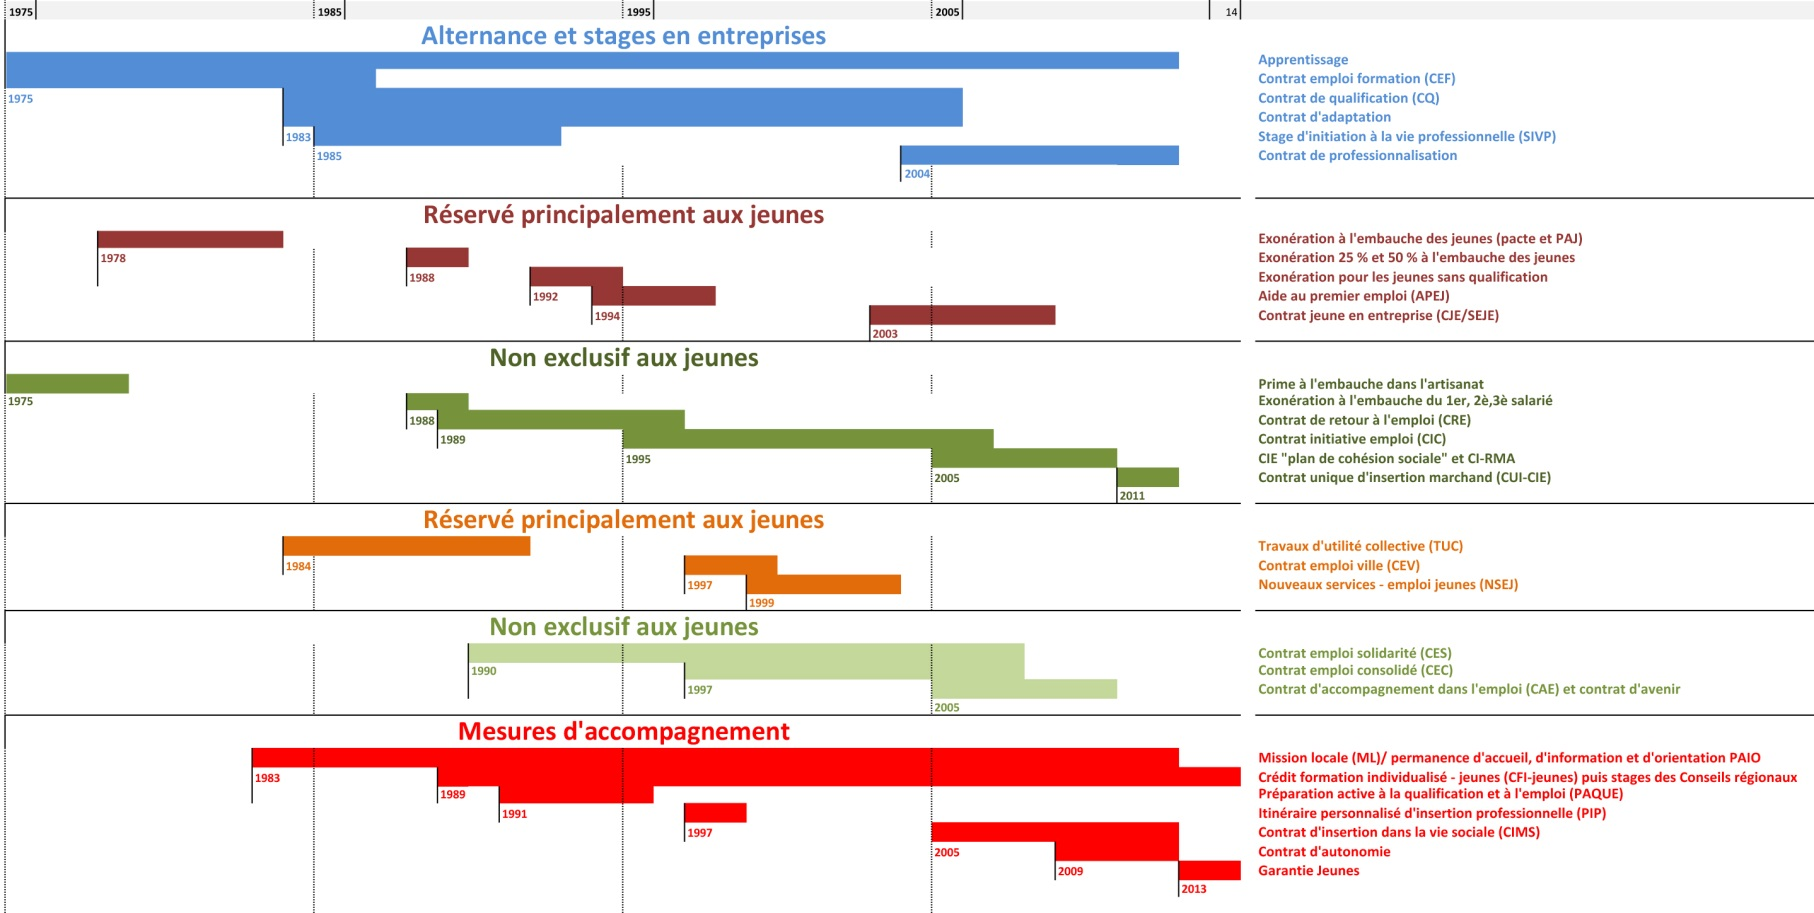 1975 1985 1995 2005 14
Alternance et stages en entreprises
Apprentissage
Contrat emploi formation (CEF)
1975
Contrat de qualification (CQ)
Contrat d'adaptation
1983
Stage d'initiation à la vie professionnelle (SIVP)
1985
Contrat de professionnalisation
2004
Réservé principalement aux jeunes
Exonération à l'embauche des jeunes (pacte et PAJ)
1978
Exonération 25 % et 50 % à l'embauche des jeunes
1988
Exonération pour les jeunes sans qualification
1992
Aide au premier emploi (APEJ)
1994
Contrat jeune en entreprise (CJE/SEJE)
2003
Non exclusif aux jeunes
Prime à l'embauche dans l'artisanat
1975
Exonération à l'embauche du 1er, 2è,3è salarié
1988
Contrat de retour à l'emploi (CRE)
1989
Contrat initiative emploi (CIC)
1995
CIE "plan de cohésion sociale" et CI-RMA
2005
Contrat unique d'insertion marchand (CUI-CIE)
2011
Réservé principalement aux jeunes
Travaux d'utilité collective (TUC)
1984
Contrat emploi ville (CEV)
1997
Nouveaux services - emploi jeunes (NSEJ)
1999
Non exclusif aux jeunes
Contrat emploi solidarité (CES)
1990
Contrat emploi consolidé (CEC)
1997
Contrat d'accompagnement dans l'emploi (CAE) et contrat d'avenir
2005
Mesures d'accompagnement
Mission locale (ML)/ permanence d'accueil, d'information et d'orientation PAIO
1983
Crédit formation individualisé - jeunes (CFI-jeunes) puis stages des Conseils régionaux
1989
Préparation active à la qualification et à l'emploi (PAQUE)
1991
Itinéraire personnalisé d'insertion professionnelle (PIP)
1997
Contrat d'insertion dans la vie sociale (CIMS)
2005
Contrat d'autonomie
2009
Garantie Jeunes
2013